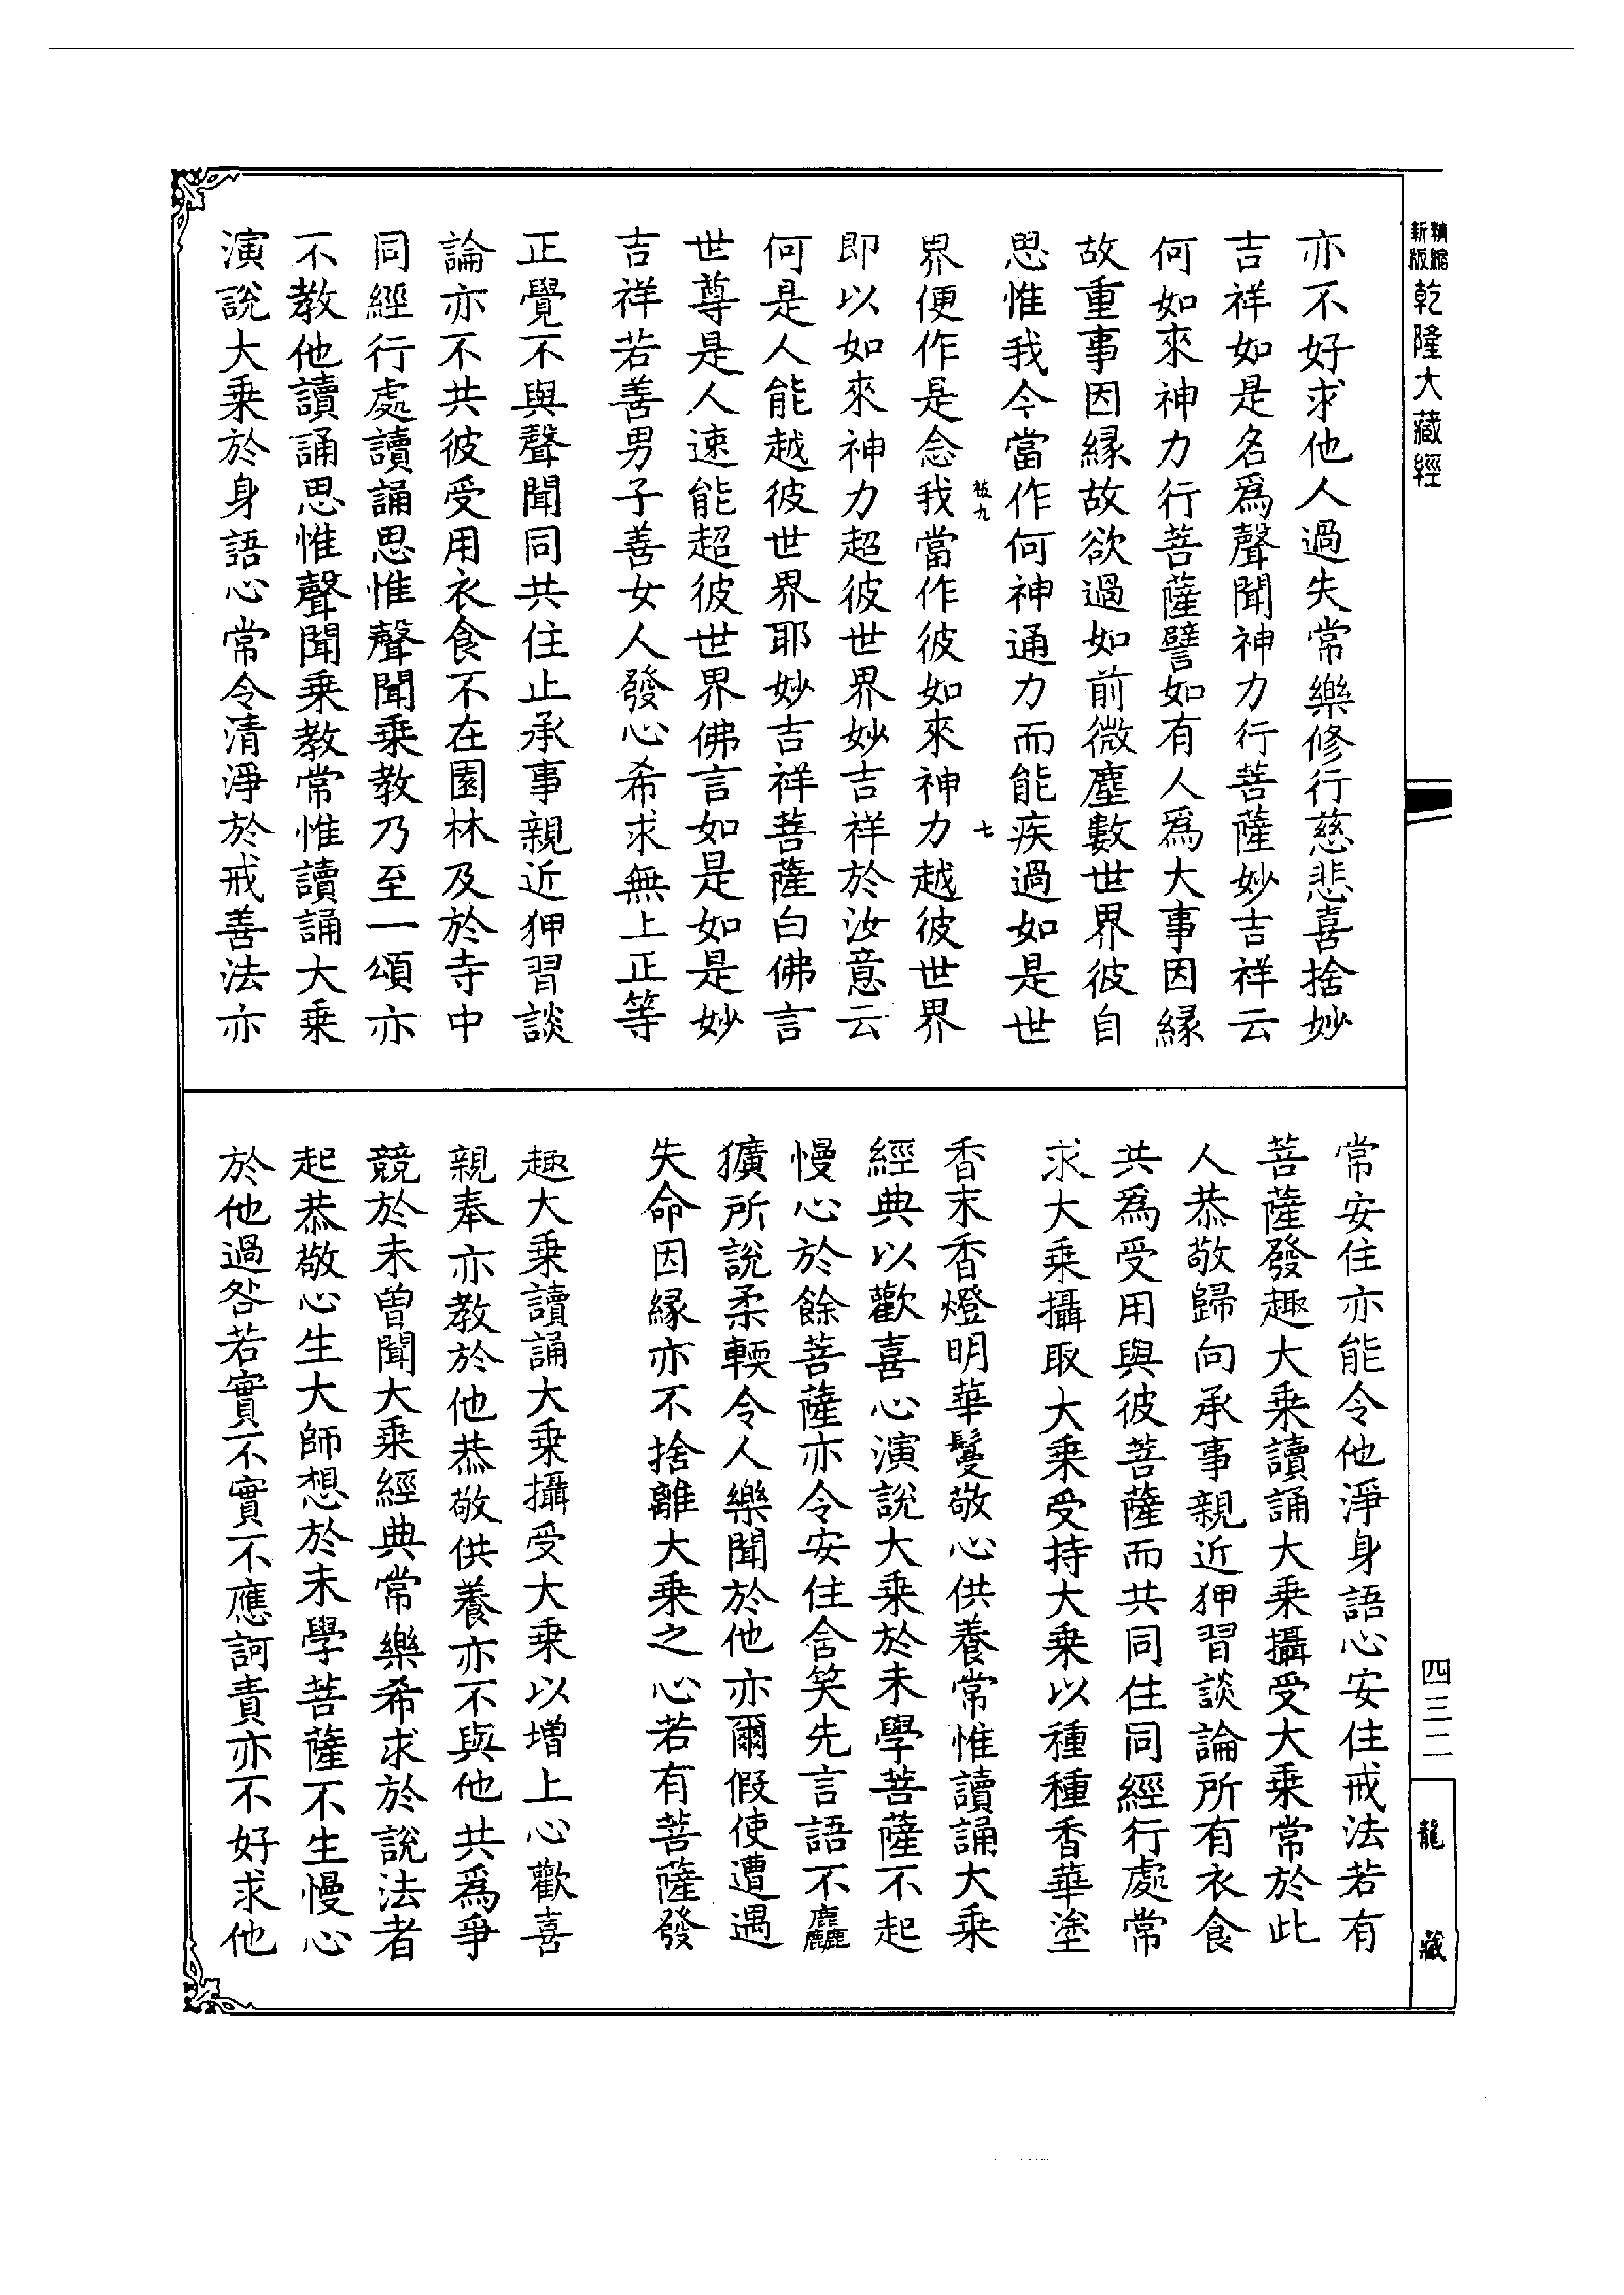 精縮新版乾隆大藏經
亦不好求他人過失常樂修行慈悲喜捨妙
吉祥如是名為聲聞神力行菩薩妙吉祥云
何如來神力行菩薩譬如有人為大事因緣
故重事因緣故欲過如前微塵數世界彼自
思惟我今當作何神通力而能疾過如是世
界便作是念我當作彼如來神力越彼世界
即以如來神力超彼世界妙吉祥於汝意云
何是人能越彼世界耶妙吉祥菩薩白佛言
世尊是人速能超彼世界佛言如是如是妙
吉祥若善男子善女人發心希求無上正等
正覺不與聲聞同共住止承事親近狎習談
論亦不共彼受用衣食不在園林及於寺中
同經行處讀誦思惟聲聞乘教乃至一頌亦
不教他讀誦思惟聲聞乘教常惟讀誦大乘
演說大乘於身語心常令清淨於戒善法亦
七
常安住亦能令他淨身語心安住戒法若有
菩薩發趣大乘讀誦大乘攝受大乘常於此
人恭敬歸向承事親近狎習談論所有衣食
共為受用與彼菩薩而共同住同經行處常
求大乘攝取大乘受持大乘以種種香華塗
香末香燈明華鬘敬心供養常惟讀誦大乘
經典以歡喜心演說大乘於未學菩薩不起
慢心於餘菩薩亦令安住含笑先言語不麤
獷所說柔輭令人樂聞於他亦爾假使遭遇
失命因緣亦不捨離大乘之心若有菩薩發
趣大乘讀誦大乘攝受大乘以增上心歡喜
親奉亦教於他恭敬供養亦不與他共為爭
競於未曾聞大乘經典常樂希求於說法者
起恭敬心生大師想於未學菩薩不生慢心
於他過咎若實不實不應訶責亦不好求他
四三二
龍藏